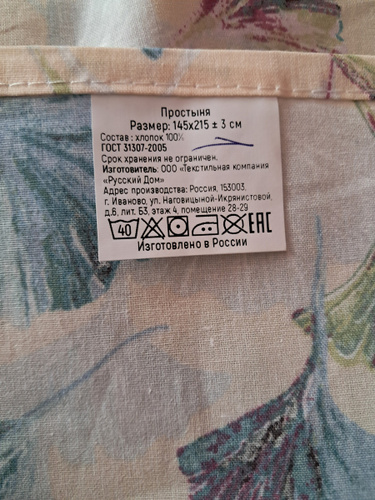 Простыня
Размер: 145х215 ± 3 см
Состав : хлопок 100%
ГОСТ 31307-2005
Срок хранения не ограничен.
Изготовитель: ООО «Текстильная компания
«Русский Дом»
Адрес производства: Россия, 153003,
г. Иваново, ул. Наговицыной-Икрянистовой,
д.6, лит. Б3, этаж 4, помещение 28-29
40 EAC
Изготовлено в России